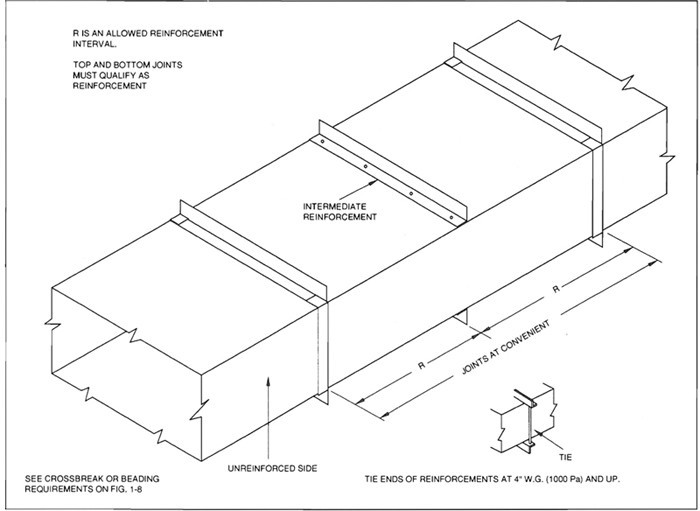 R IS AN ALLOWED REINFORCEMENT
INTERVAL.
TOP AND BOTTOM JOINTS
MUST QUALIFY AS
REINFORCEMENT
INTERMEDIATE
REINFORCEMENT
R
R
JOINTS AT CONVENIENT
UNREINFORCED SIDE
TIE
SEE CROSSBREAK OR BEADING
REQUIREMENTS ON FIG. 1-8
TIE ENDS OF REINFORCEMENTS AT 4" W.G. (1000 Pa) AND UP.